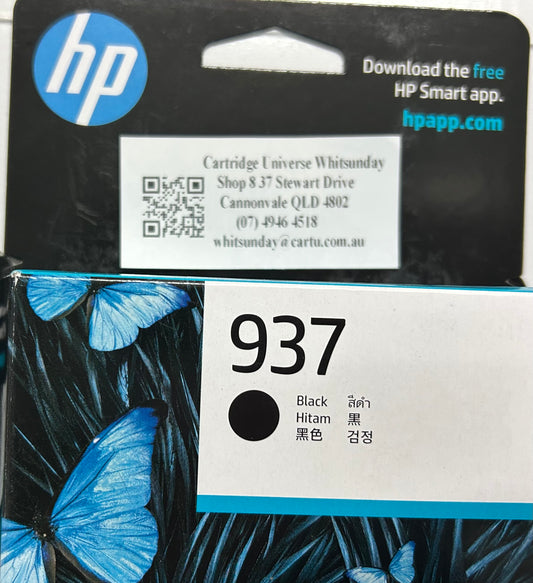 hp
Download the free
HP Smart app.
hpapp.com
Cartridge Universe Whitsunday
Shop 8 37 Stewart Drive
Cannonvale QLD 4802
(07) 4946 4518
whitsunday@cartu.com.au
937
Black สีดำ
Hitam 黑
黑色 검정